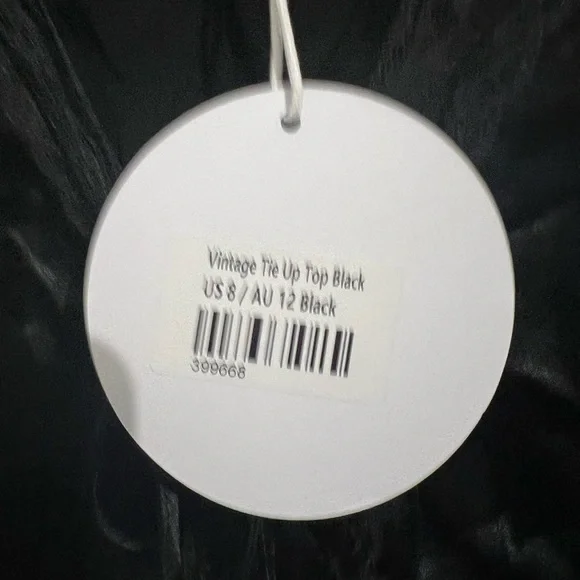 Vintage Tie Up Top Black
US 8 / AU 12 Black
399668